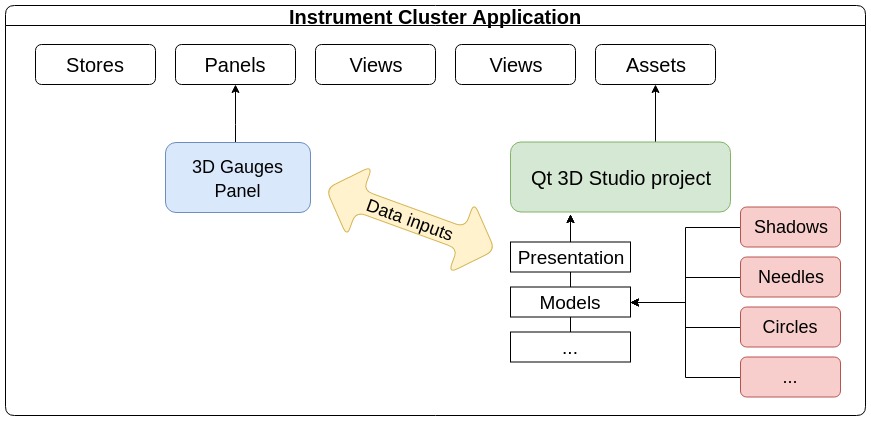 Instrument Cluster Application
Stores
Panels
Views
Views
Assets
3D Gauges
Panel
Data inputs
Qt 3D Studio project
Presentation
Models
...
Shadows
Needles
Circles
...